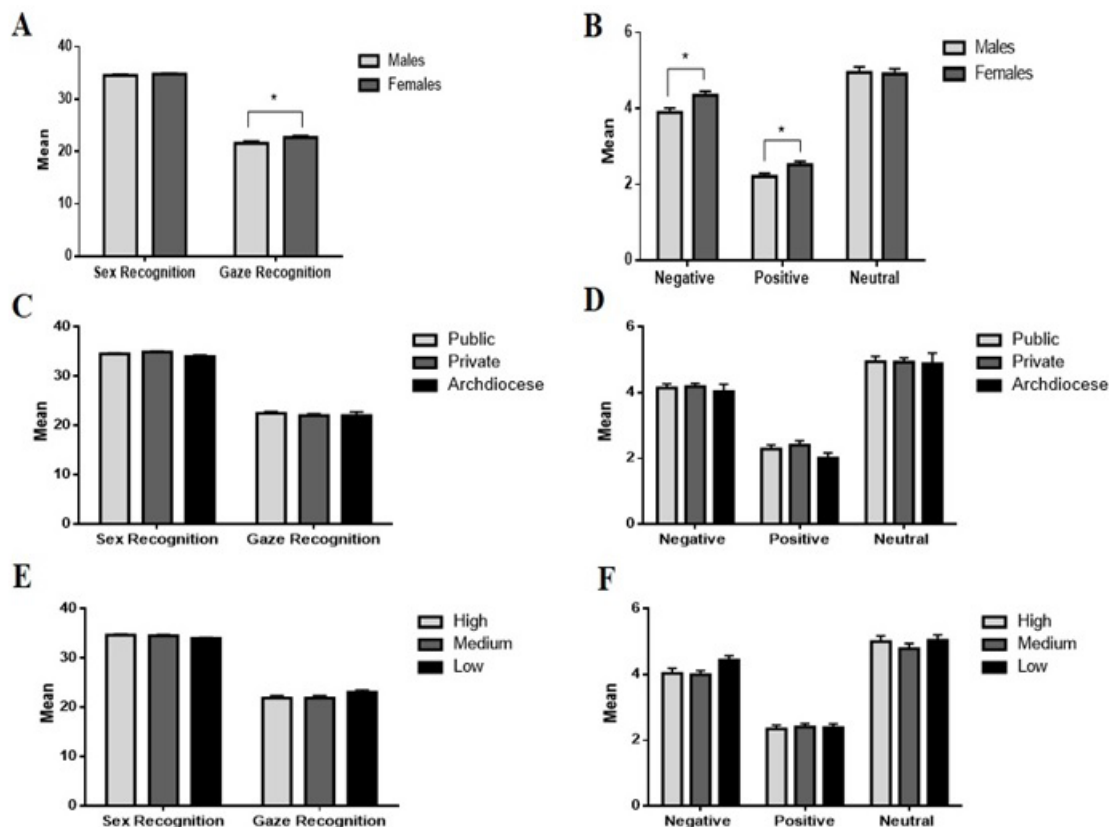 A
40
30
20
10
0
Mean
Males
Females
*
Sex Recognition Gaze Recognition
B
6
4
2
0
Mean
Males
Females
*
*
Negative Positive Neutral
C
40
30
20
10
0
Mean
Public
Private
Archdiocese
Sex Recognition Gaze Recognition
D
6
4
2
0
Mean
Public
Private
Archdiocese
Negative Positive Neutral
E
40
30
20
10
0
Mean
High
Medium
Low
Sex Recognition Gaze Recognition
F
6
4
2
0
Mean
High
Medium
Low
Negative Positive Neutral